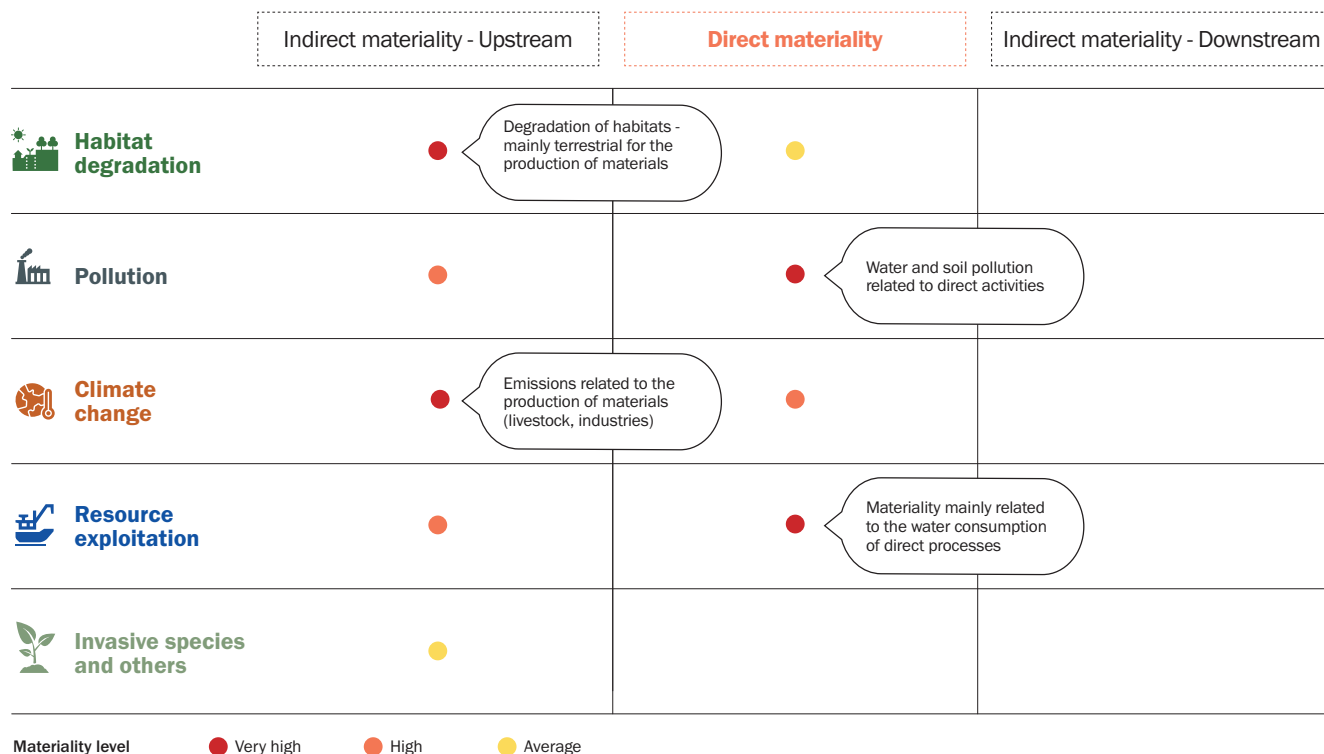 Indirect materiality - Upstream
Direct materiality
Indirect materiality - Downstream
Habitat
degradation
Degradation of habitats -
mainly terrestrial for the
production of materials
Pollution
Water and soil pollution
related to direct activities
Climate
change
Emissions related to the
production of materials
(livestock, industries)
Resource
exploitation
Materiality mainly related
to the water consumption
of direct processes
Invasive species
and others
Materiality level
Very high
High
Average